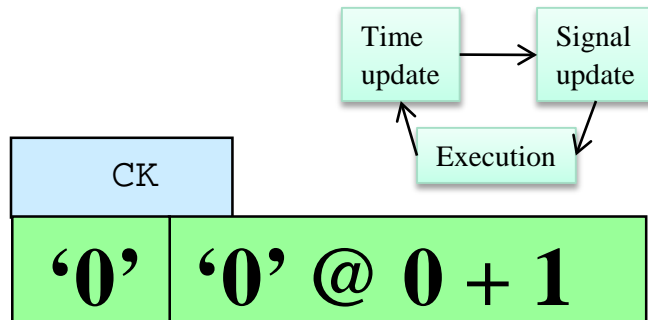 Time
update
Signal
update
Execution
CK
‘0’ ‘0’ @ 0 + 1